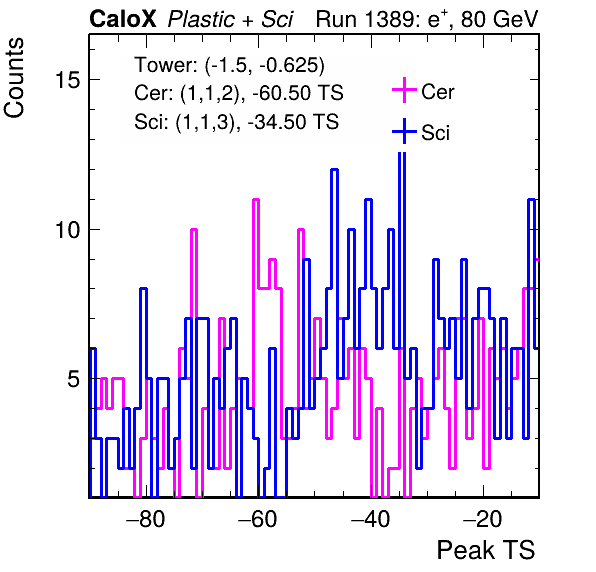 CaloX Plastic + Sci Run 1389: e+, 80 GeV
Counts
Tower: (-1.5, -0.625)
Cer: (1,1,2), -60.50 TS
Sci: (1,1,3), -34.50 TS
Cer
Sci
15
10
5
−80 −60 −40 −20
Peak TS